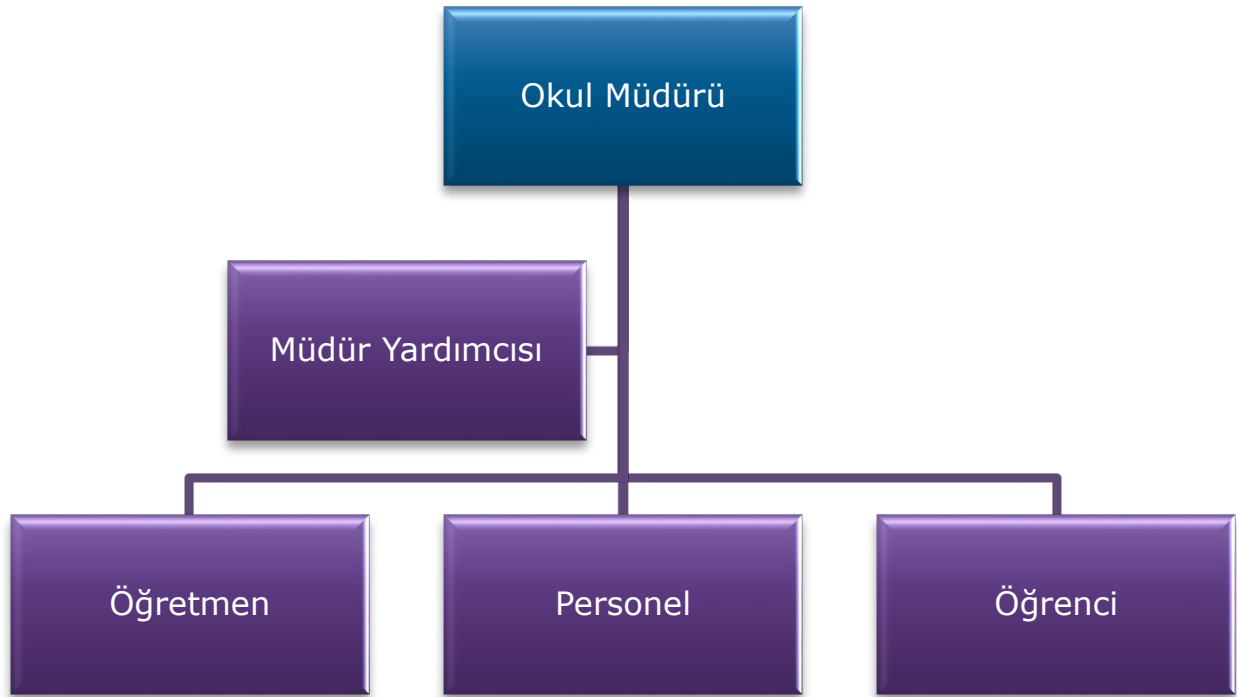 Okul Müdürü
Müdür Yardımcısı
Öğretmen
Personel
Öğrenci